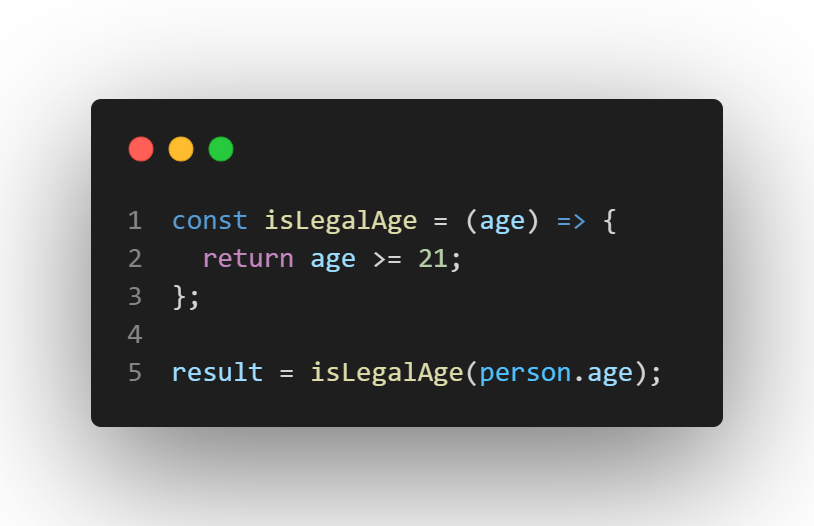 1 const isLegalAge = (age) => {
2   return age >= 21;
3 };
4
5 result = isLegalAge(person.age);